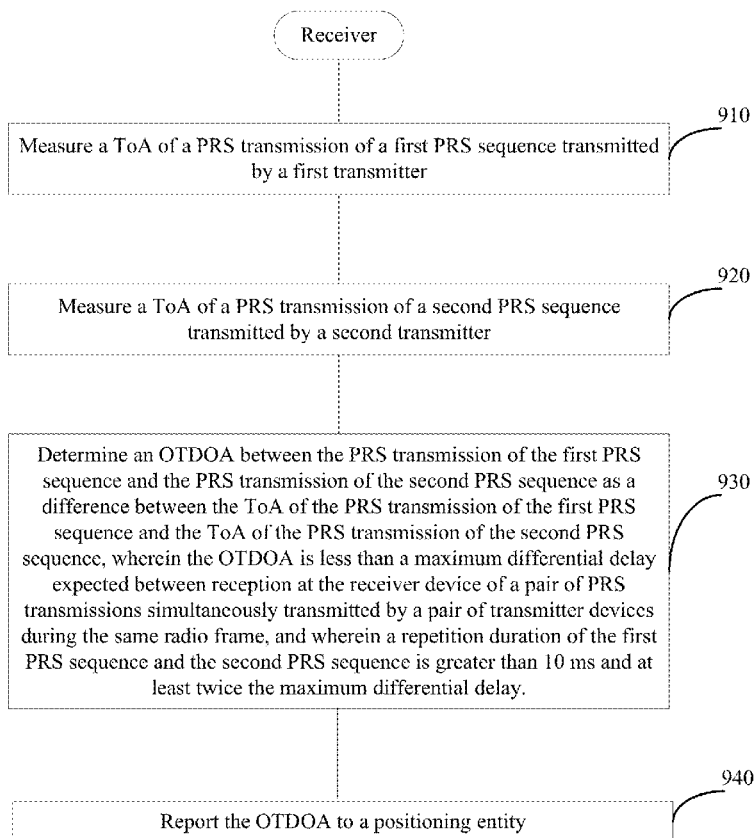 Receiver
910
Measure a ToA of a PRS transmission of a first PRS sequence transmitted
by a first transmitter
920
Measure a ToA of a PRS transmission of a second PRS sequence
transmitted by a second transmitter
930
Determine an OTDOA between the PRS transmission of the first PRS
sequence and the PRS transmission of the second PRS sequence as a
difference between the ToA of the PRS transmission of the first PRS
sequence and the ToA of the PRS transmission of the second PRS
sequence, wherein the OTDOA is less than a maximum differential delay
expected between reception at the receiver device of a pair of PRS
transmissions simultaneously transmitted by a pair of transmitter devices
during the same radio frame, and wherein a repetition duration of the first
PRS sequence and the second PRS sequence is greater than 10 ms and at
least twice the maximum differential delay.
940
Report the OTDOA to a positioning entity